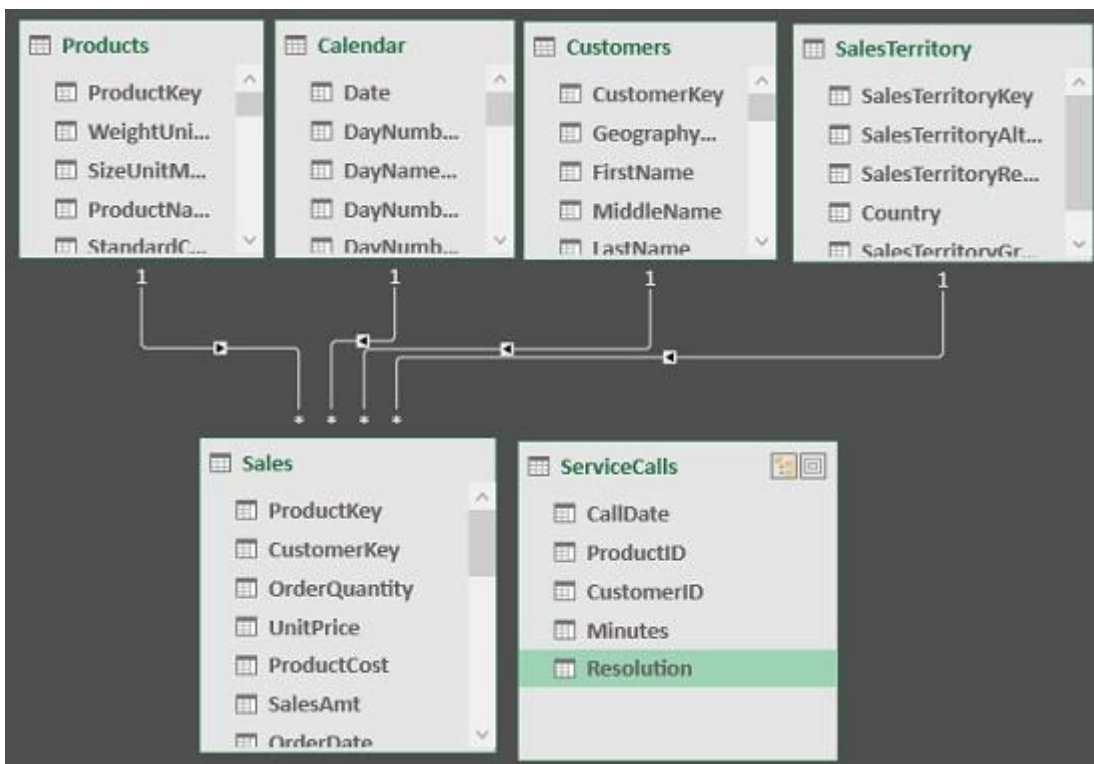 Products
ProductKey
WeightUni...
SizeUnitM...
ProductNa...
StandardC...
Calendar
Date
DayNumb...
DayName...
DayNumb...
DayNumb...
Customers
CustomerKey
Geography...
FirstName
MiddleName
LastName
SalesTerritory
SalesTerritoryKey
SalesTerritoryAlt...
SalesTerritoryRe...
Country
SalesTerritoryGr...
1
1
1
1
*
*
*
*
Sales
ProductKey
CustomerKey
OrderQuantity
UnitPrice
ProductCost
SalesAmt
OrderDate
ServiceCalls
CallDate
ProductID
CustomerID
Minutes
Resolution